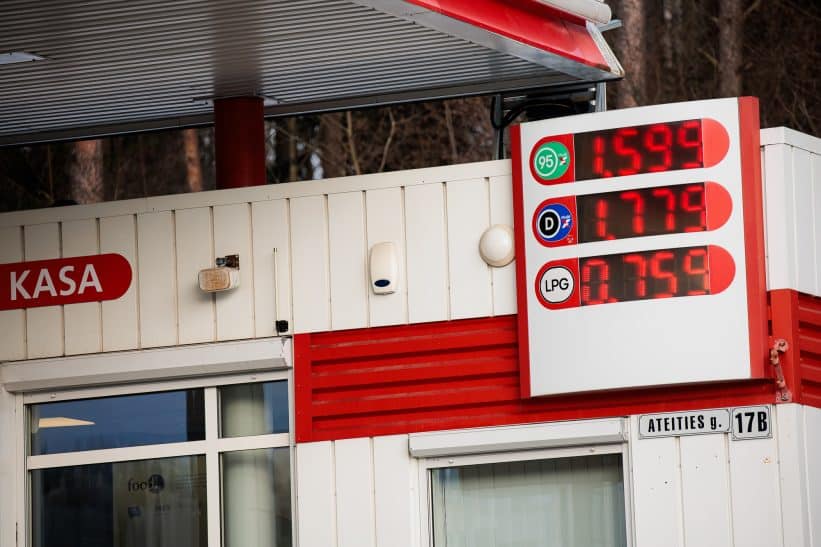 KASA
95 1,599
D 1,779
LPG 0,759
ATEITIES g. 17B